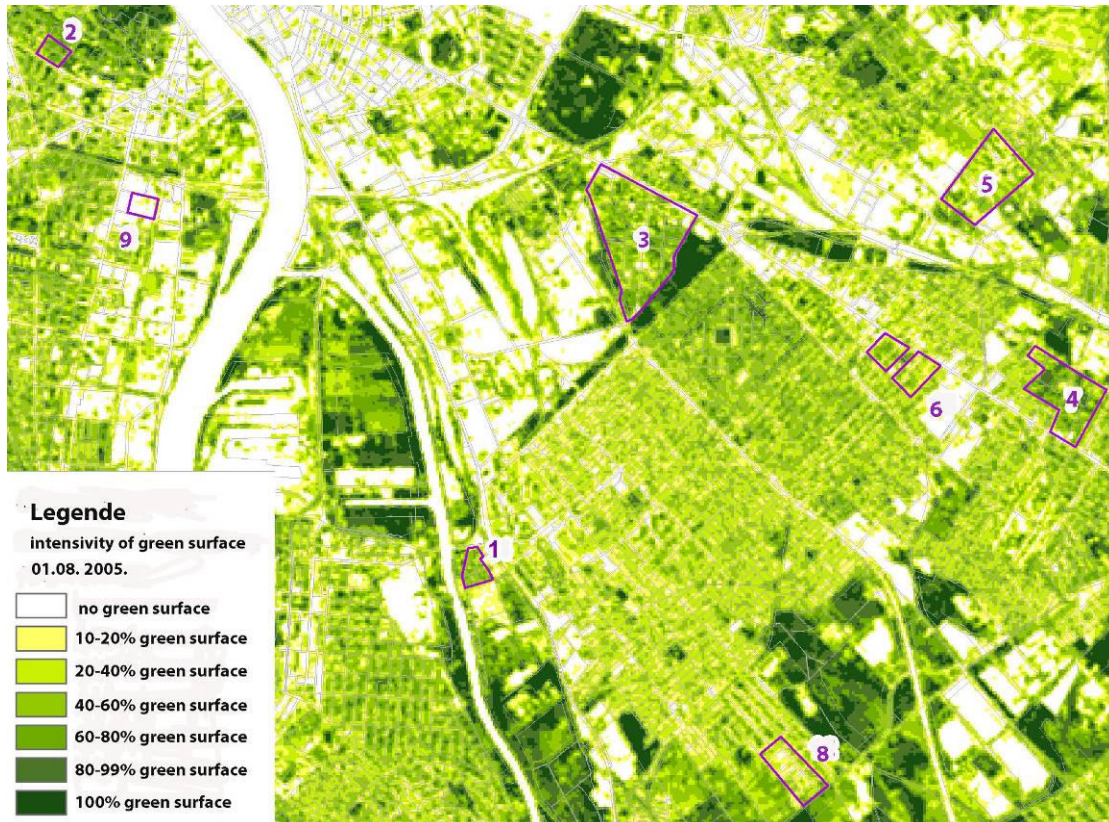 2
5
3
9
4
6
1
8
Legende
intensivity of green surface
01.08. 2005.
no green surface
10-20% green surface
20-40% green surface
40-60% green surface
60-80% green surface
80-99% green surface
100% green surface